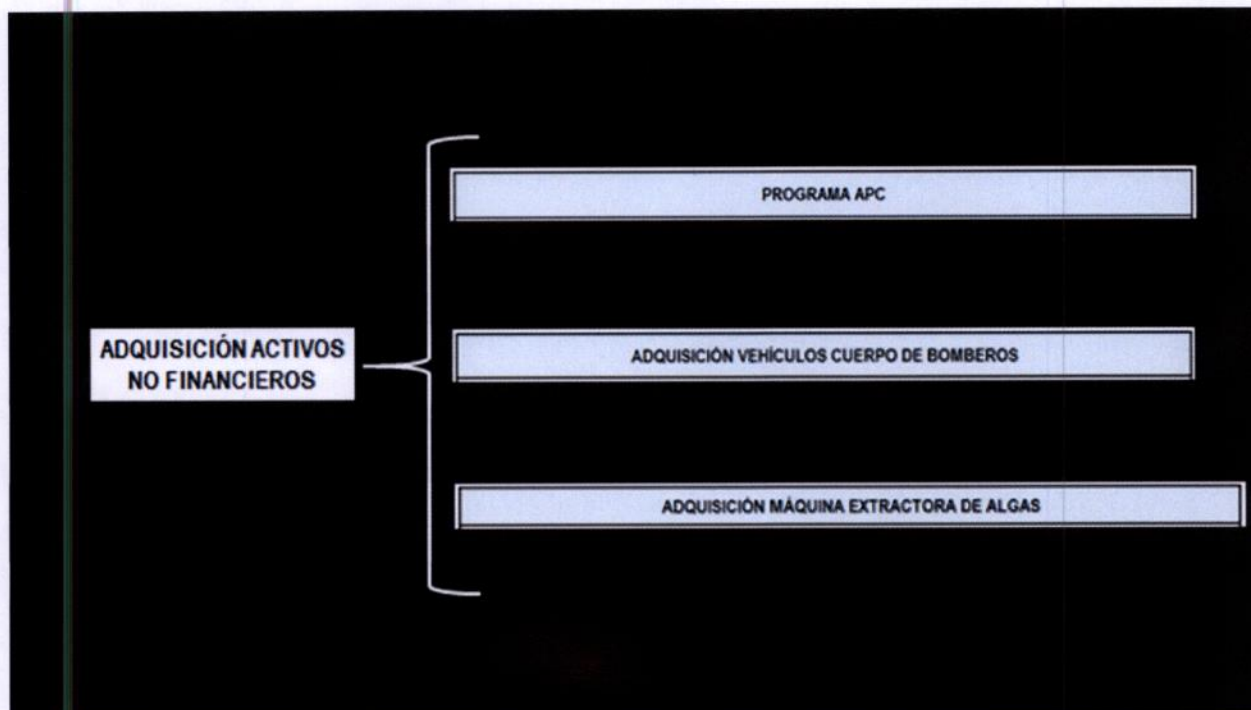 ADQUISICIÓN ACTIVOS
NO FINANCIEROS
PROGRAMA APC
ADQUISICIÓN VEHÍCULOS CUERPO DE BOMBEROS
ADQUISICIÓN MÁQUINA EXTRACTORA DE ALGAS